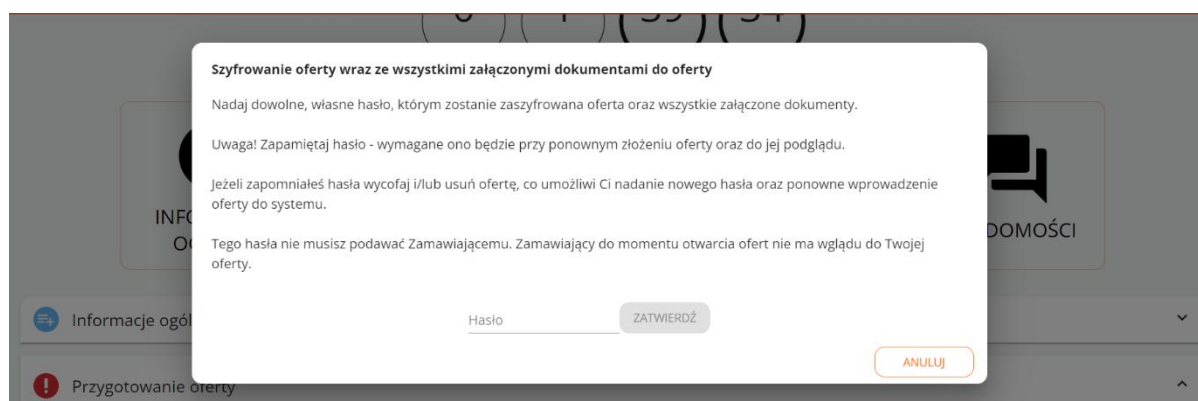 Szyfrowanie oferty wraz ze wszystkimi załączonymi dokumentami do oferty
Nadaj dowolne, własne hasło, którym zostanie zaszyfrowana oferta oraz wszystkie załączone dokumenty.
Uwaga! Zapamiętaj hasło - wymagane ono będzie przy ponownym złożeniu oferty oraz do jej podglądu.
Jeżeli zapomniałeś hasła wycofaj i/lub usuń ofertę, co umożliwi Ci nadanie nowego hasła oraz ponowne wprowadzenie
oferty do systemu.
Tego hasła nie musisz podawać Zamawiającemu. Zamawiający do momentu otwarcia ofert nie ma wglądu do Twojej
oferty.
Hasło ZATWIERDŹ
ANULUJ
INFO
OG
DOMOŚCI
Informacje ogól
Przygotowanie oferty